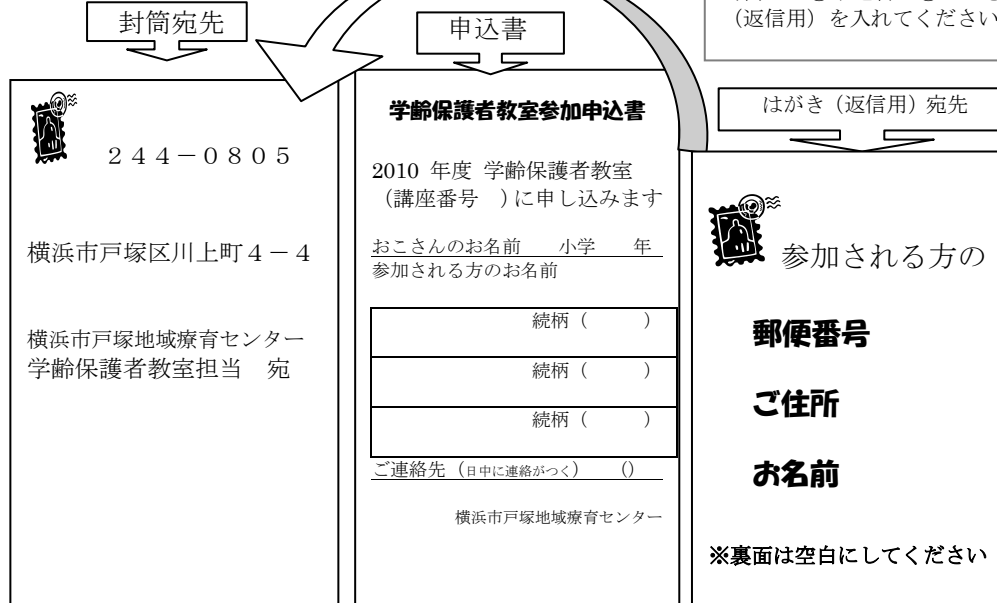 （返信用）を入れてください
封筒宛先
申込書
はがき（返信用）宛先
２４４－０８０５
横浜市戸塚区川上町４－４
横浜市戸塚地域療育センター
学齢保護者教室担当　宛
学齢保護者教室参加申込書
2010 年度 学齢保護者教室
（講座番号　）に申し込みます
おこさんのお名前　　小学　　年
参加される方のお名前
続柄（　　　）
続柄（　　　）
続柄（　　　）
ご連絡先（日中に連絡がつく）　　()
横浜市戸塚地域療育センター
参加される方の
郵便番号
ご住所
お名前
※裏面は空白にしてください